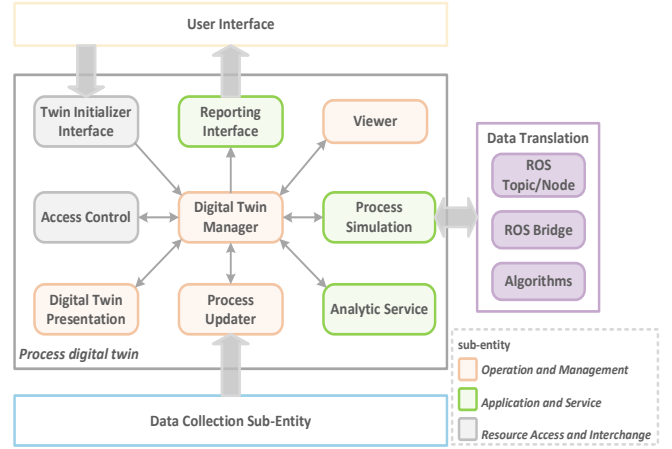 User Interface
Twin Initializer
Interface
Reporting
Interface
Viewer
Access Control
Digital Twin
Manager
Process
Simulation
Digital Twin
Presentation
Process
Updater
Analytic Service
Process digital twin
Data Translation
ROS
Topic/Node
ROS Bridge
Algorithms
Data Collection Sub-Entity
sub-entity
Operation and Management
Application and Service
Resource Access and Interchange